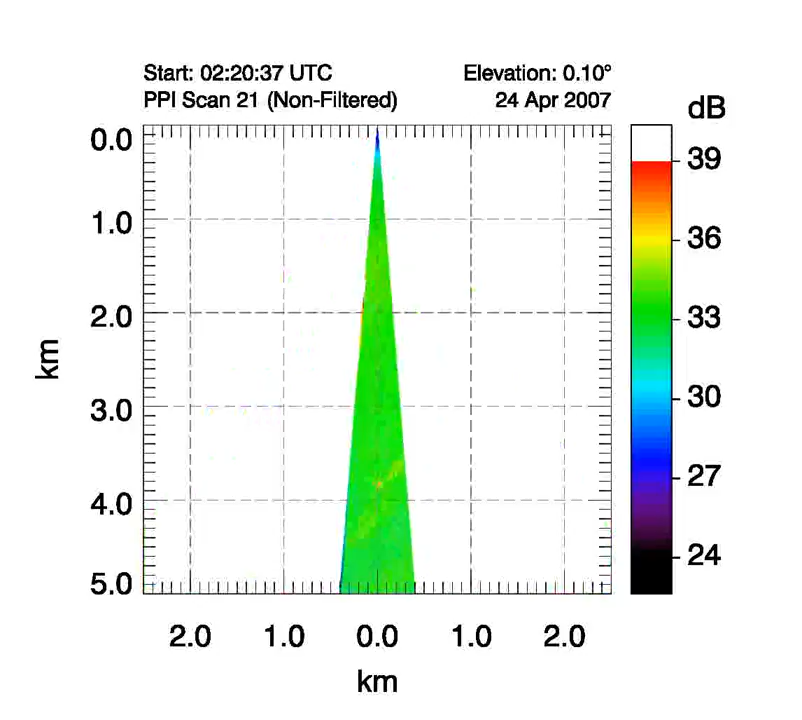 Start: 02:20:37 UTC
Elevation: 0.10°
PPI Scan 21 (Non-Filtered)
24 Apr 2007
dB
0.0
1.0
2.0
3.0
4.0
5.0
km
39
36
33
30
27
24
2.0 1.0 0.0 1.0 2.0
km